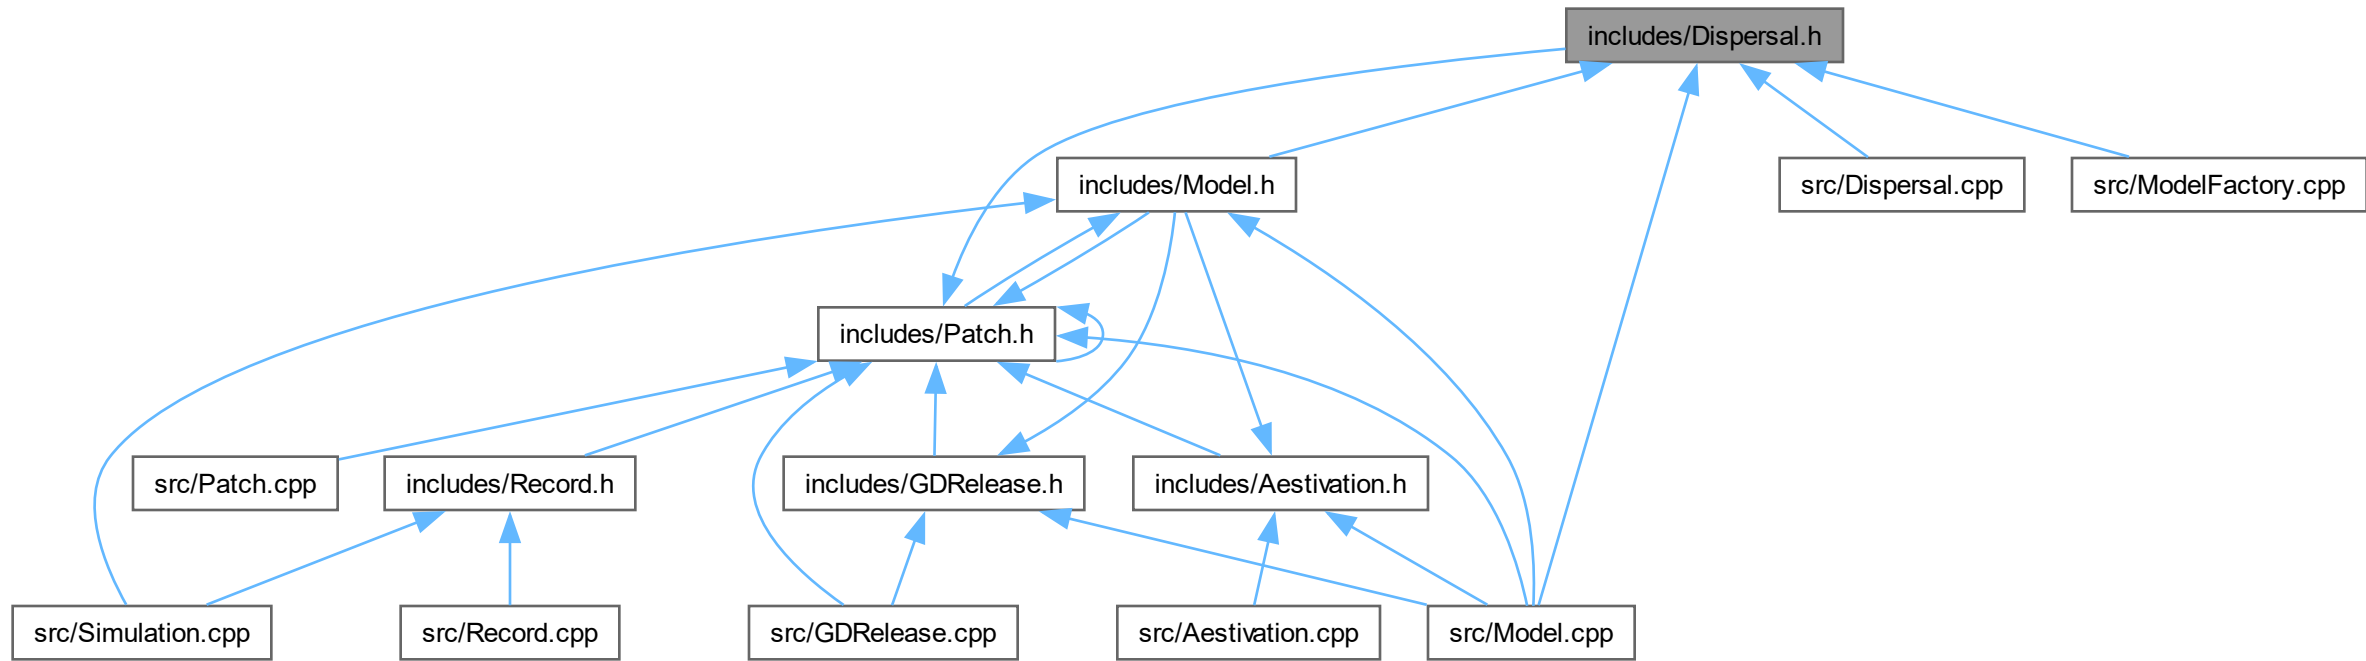 includes/Dispersal.h
includes/Model.h
src/Dispersal.cpp
src/ModelFactory.cpp
includes/Patch.h
src/Patch.cpp
includes/Record.h
includes/GDRelease.h
includes/Aestivation.h
src/Simulation.cpp
src/Record.cpp
src/GDRelease.cpp
src/Aestivation.cpp
src/Model.cpp